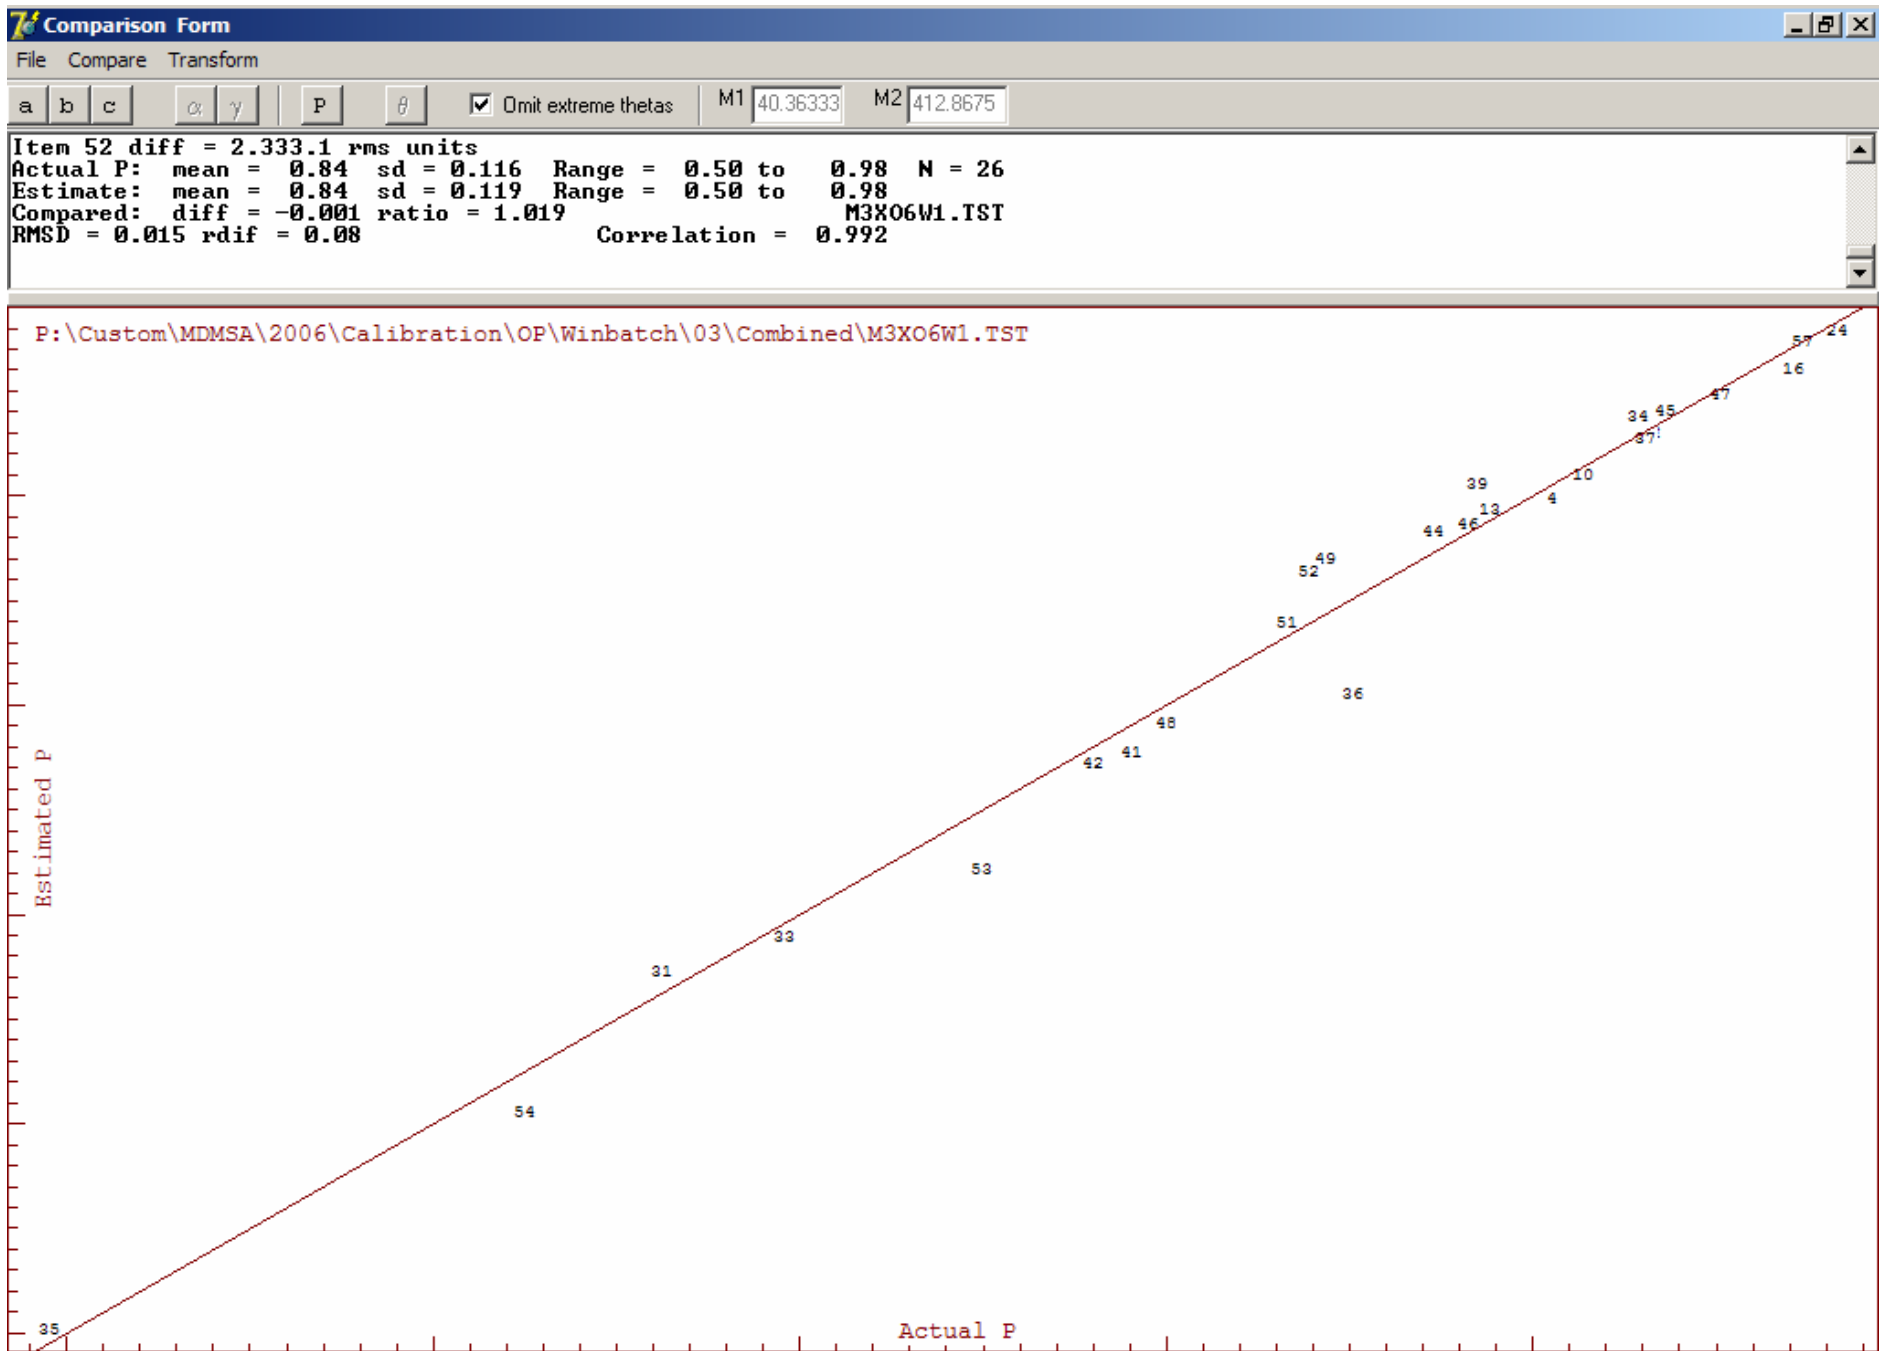 Comparison Form
File Compare Transform
a b c α γ P θ Omit extreme thetas M1 40.36333 M2 412.8675
Item 52 diff = 2.333.1 rms units
Actual P: mean = 0.84 sd = 0.116 Range = 0.50 to 0.98 N = 26
Estimate: mean = 0.84 sd = 0.119 Range = 0.50 to 0.98
Compared: diff = -0.001 ratio = 1.019 M3XO6W1.TST
RMSD = 0.015 rdif = 0.08 Correlation = 0.992
P:\Custom\MDMSA\2006\Calibration\OP\Winbatch\03\Combined\M3XO6W1.TST
24
57
16
47
45
34
37
10
39
4
13
46
44
49
52
51
36
48
41
42
53
33
31
54
35
Estimated P
Actual P